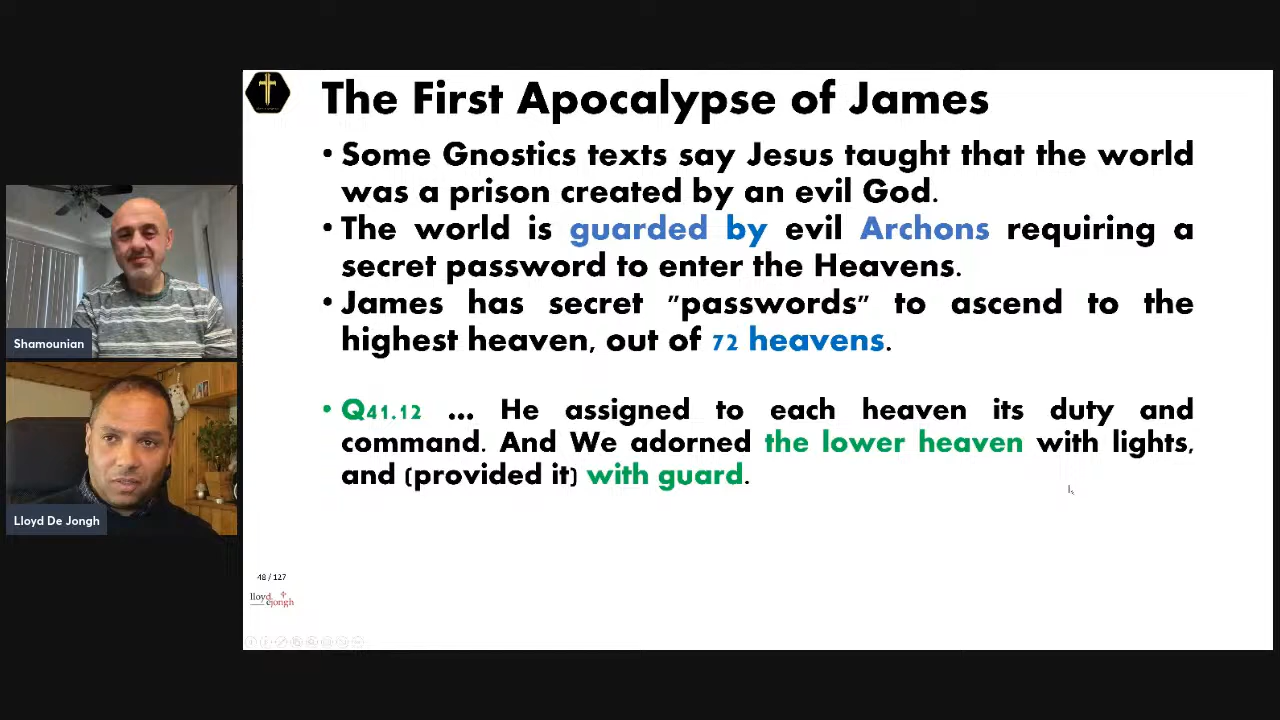 The First Apocalypse of James
• Some Gnostics texts say Jesus taught that the world
was a prison created by an evil God.
• The world is guarded by evil Archons requiring a
secret password to enter the Heavens.
• James has secret "passwords" to ascend to the
highest heaven, out of 72 heavens.
• Q41.12 ... He assigned to each heaven its duty and
command. And We adorned the lower heaven with lights,
and (provided it) with guard.
Shamounian
Lloyd De Jongh
48 / 127
lloyd
ejongh